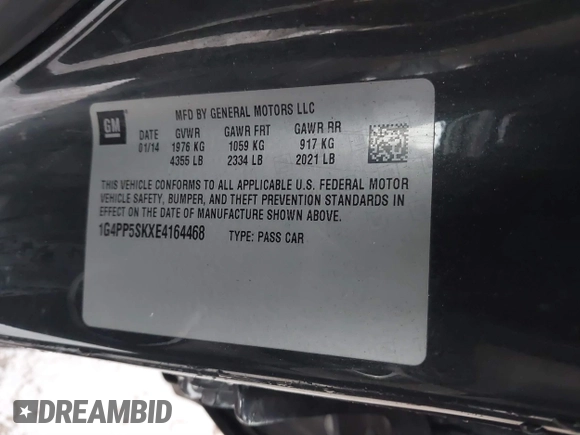 GM
MFD BY GENERAL MOTORS LLC
DATE GVWR GAWR FRT GAWR RR
01/14 1976 KG 1059 KG 917 KG
4355 LB 2334 LB 2021 LB
THIS VEHICLE CONFORMS TO ALL APPLICABLE U.S. FEDERAL MOTOR
VEHICLE SAFETY, BUMPER, AND THEFT PREVENTION STANDARDS IN
EFFECT ON THE DATE OF MANUFACTURE SHOWN ABOVE.
1G4PP5SKXE4164468 TYPE: PASS CAR
DREAMBID